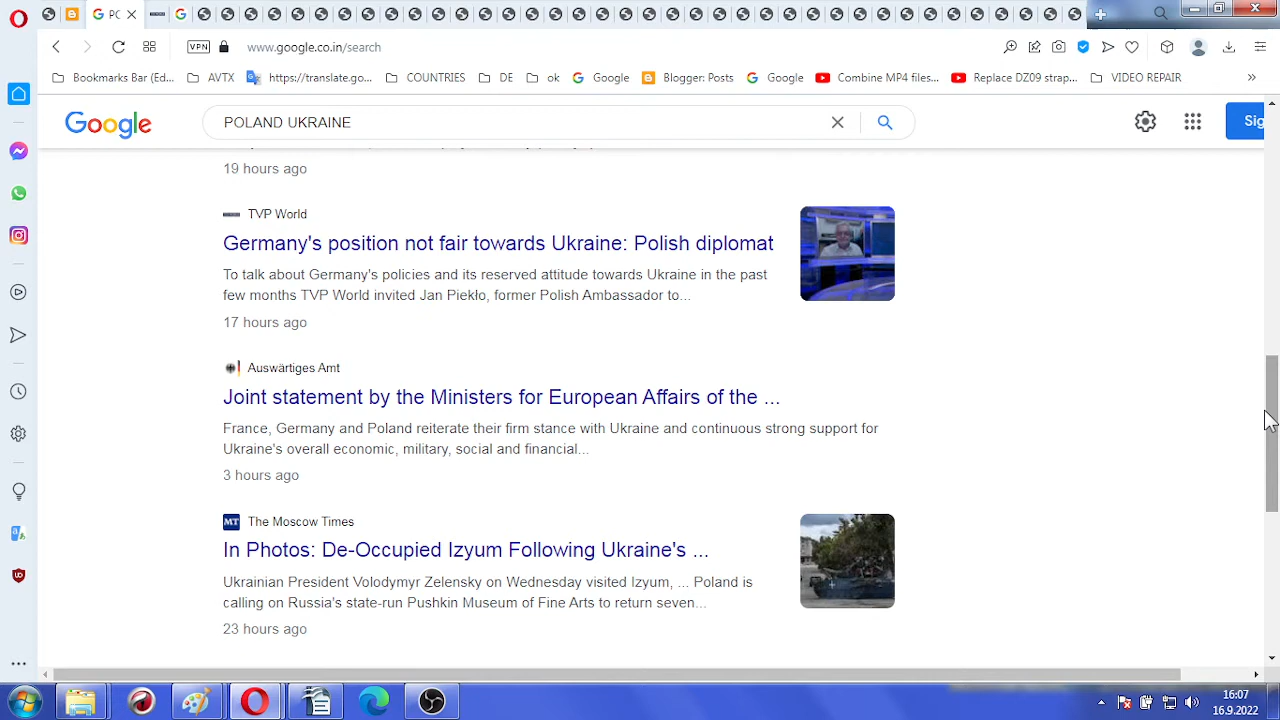 PC
VPN
www.google.co.in/search
Bookmarks Bar (Ed...
AVTX
https://translate.go...
COUNTRIES
DE
ok
Google
Blogger: Posts
Google
Combine MP4 files...
Replace DZ09 strap...
VIDEO REPAIR
Google
POLAND UKRAINE
Sig
19 hours ago
TVP World
Germany's position not fair towards Ukraine: Polish diplomat
To talk about Germany's policies and its reserved attitude towards Ukraine in the past
few months TVP World invited Jan Piekło, former Polish Ambassador to...
17 hours ago
Auswärtiges Amt
Joint statement by the Ministers for European Affairs of the ...
France, Germany and Poland reiterate their firm stance with Ukraine and continuous strong support for
Ukraine's overall economic, military, social and financial...
3 hours ago
MT The Moscow Times
In Photos: De-Occupied Izyum Following Ukraine's ...
Ukrainian President Volodymyr Zelensky on Wednesday visited Izyum, ... Poland is
calling on Russia's state-run Pushkin Museum of Fine Arts to return seven...
23 hours ago
16:07
16.9.2022